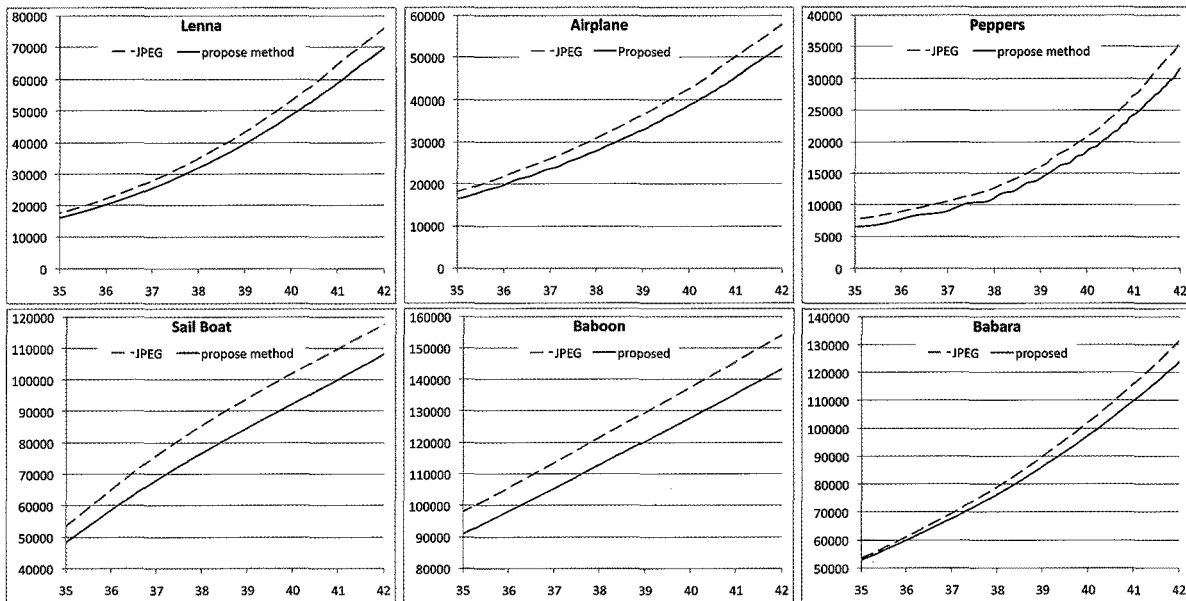 Lenna
80000
70000
60000
50000
40000
30000
20000
10000
0
JPEG propose method
35 36 37 38 39 40 41 42
Airplane
60000
50000
40000
30000
20000
10000
0
JPEG Proposed
35 36 37 38 39 40 41 42
Peppers
40000
35000
30000
25000
20000
15000
10000
5000
0
JPEG propose method
35 36 37 38 39 40 41 42
Sail Boat
120000
110000
100000
90000
80000
70000
60000
50000
40000
JPEG propose method
35 36 37 38 39 40 41 42
Baboon
160000
150000
140000
130000
120000
110000
100000
90000
80000
JPEG proposed
35 36 37 38 39 40 41 42
Babara
140000
130000
120000
110000
100000
90000
80000
70000
60000
50000
JPEG proposed
35 36 37 38 39 40 41 42